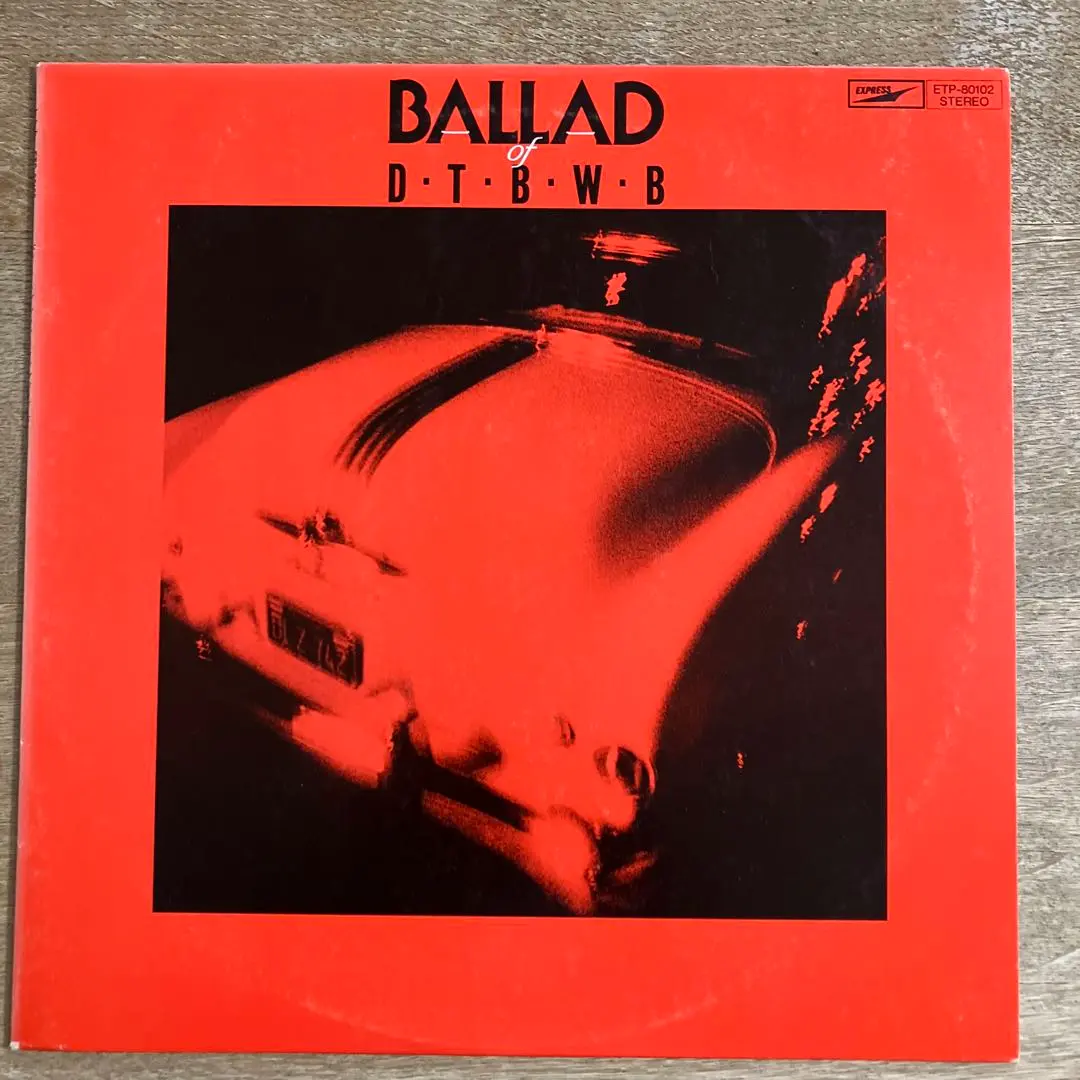 BALLAD
of
D·T·B·W·B
EXPRESS
ETP-80102
STEREO